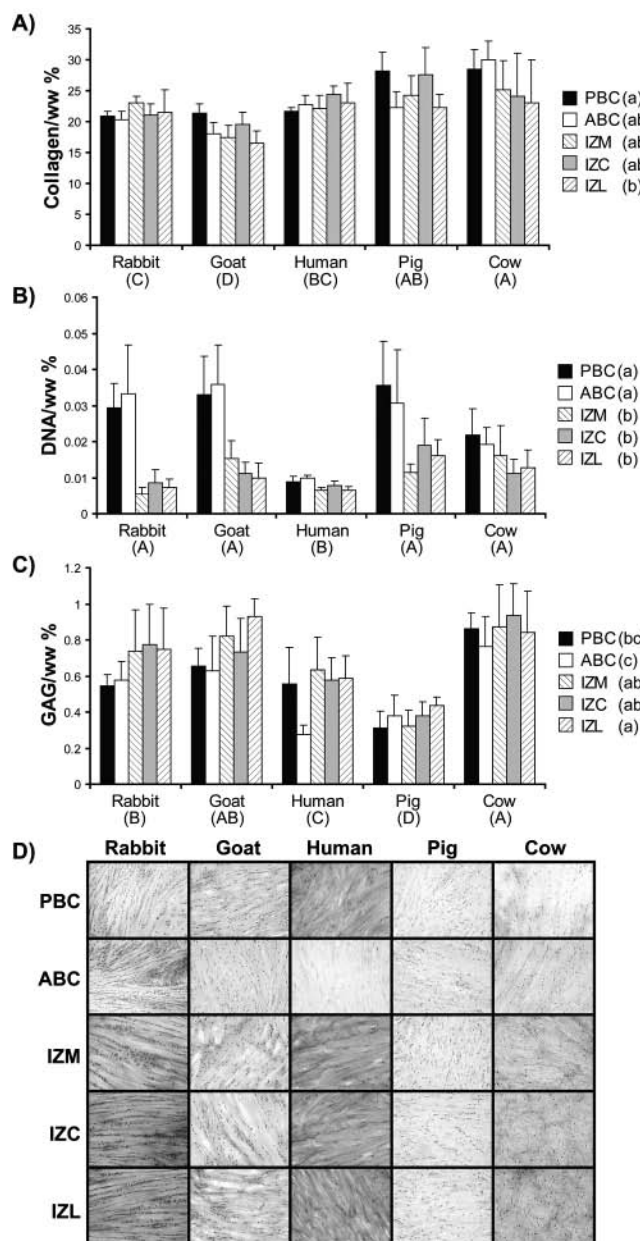 A)
Collagen/ww %
35
30
25
20
15
10
5
0
Rabbit Goat Human Pig Cow
(C) (D) (BC) (AB) (A)
PBC (a)
ABC (ab
IZM (ab
IZC (ab
IZL (b)
B)
DNA/ww %
0.06
0.05
0.04
0.03
0.02
0.01
0
Rabbit Goat Human Pig Cow
(A) (A) (B) (A) (A)
PBC (a)
ABC (a)
IZM (b)
IZC (b)
IZL (b)
C)
GAG/ww %
1.2
1
0.8
0.6
0.4
0.2
0
Rabbit Goat Human Pig Cow
(B) (AB) (C) (D) (A)
PBC (bc
ABC (c)
IZM (ab
IZC (ab
IZL (a)
D)
Rabbit Goat Human Pig Cow
PBC
ABC
IZM
IZC
IZL